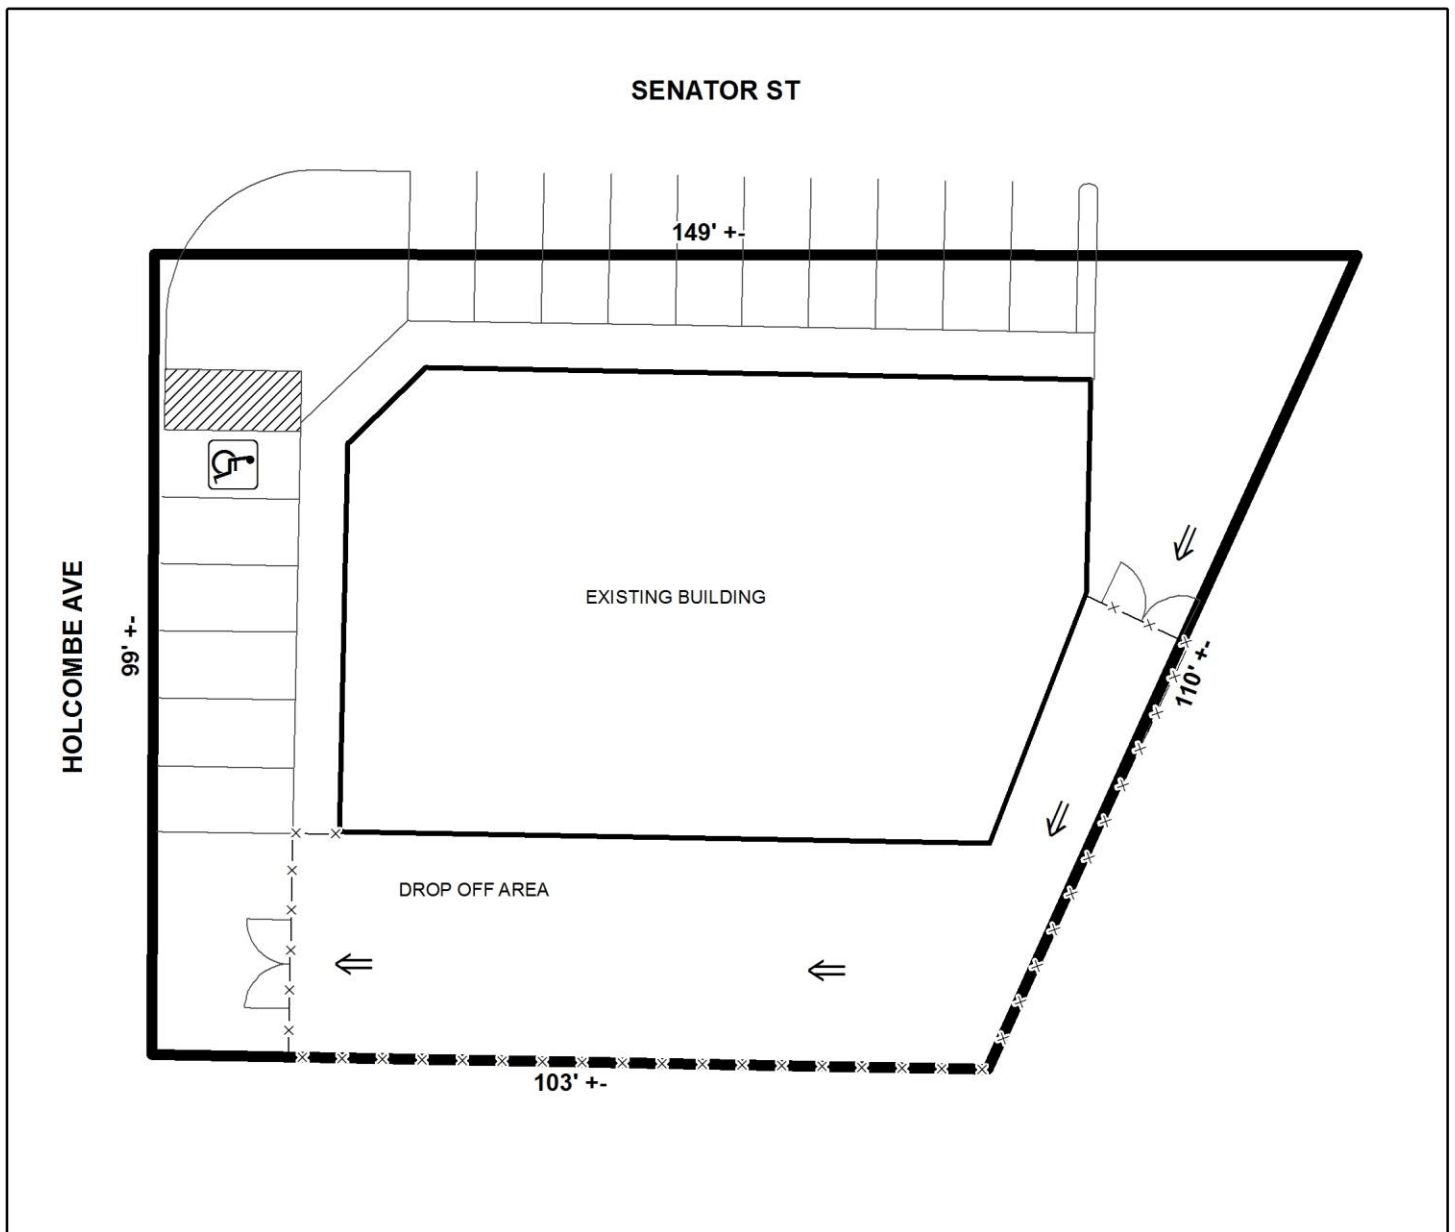 SENATOR ST
149' +-
EXISTING BUILDING
HOLCOMBE AVE
99' +-
110' +-
DROP OFF AREA
103' +-